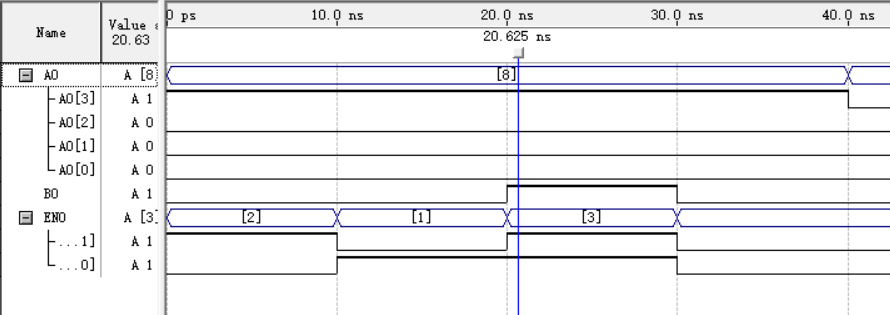 0 ps 10.0 ns 20.0 ns 30.0 ns 40.0 ns
Name Value
20.63
20.625 ns
A0 A [8] [8]
A0[3] A 1
A0[2] A 0
A0[1] A 0
A0[0] A 0
B0 A 1
EN0 A [3] [2] [1] [3]
...1] A 1
...0] A 1